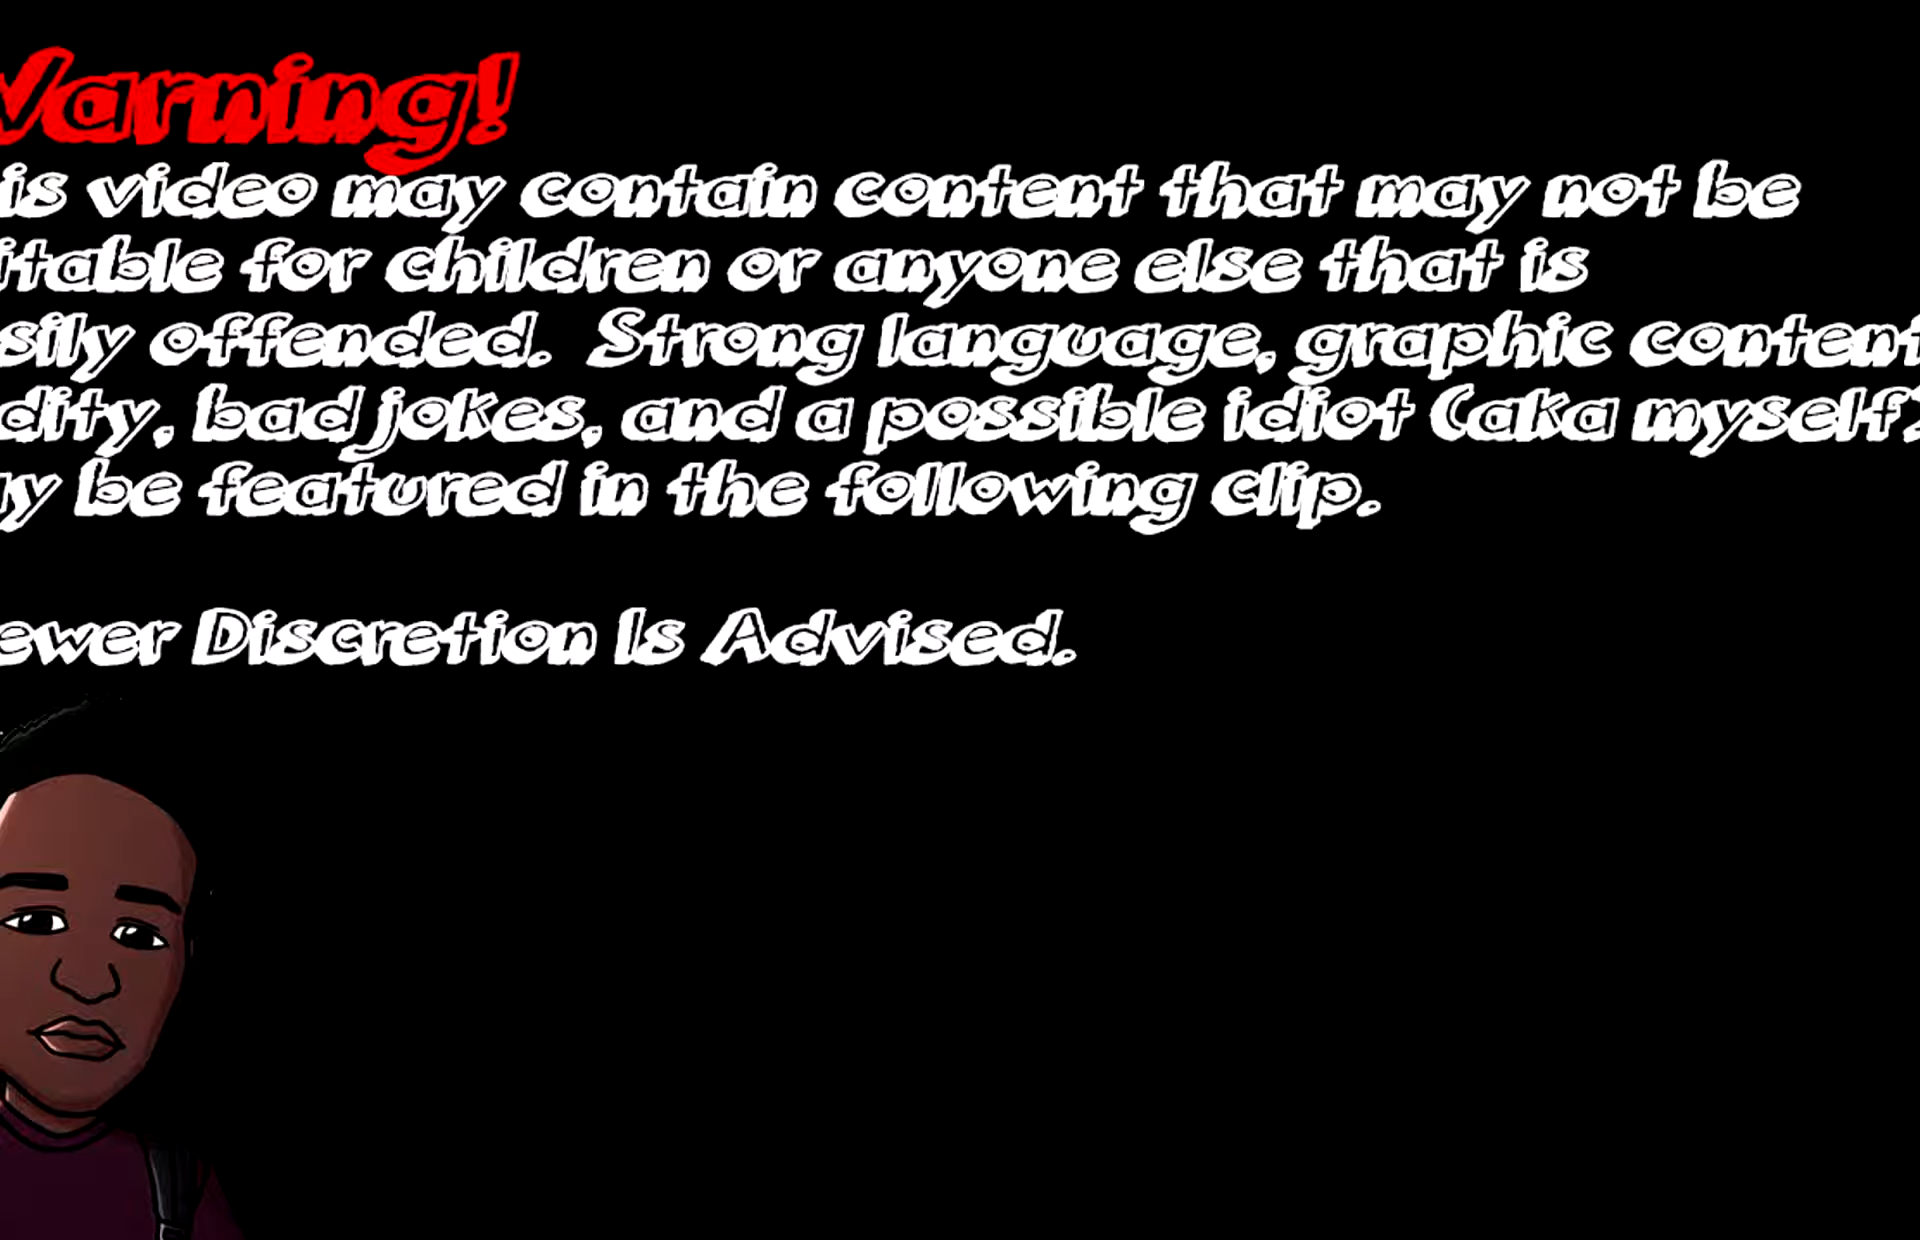 Warning!
is video may contain content that may not be
itable for children or anyone else that is
sily offended. Strong language, graphic content
dity, bad jokes, and a possible idiot (aka myself)
ay be featured in the following clip.
ewer Discretion Is Advised.